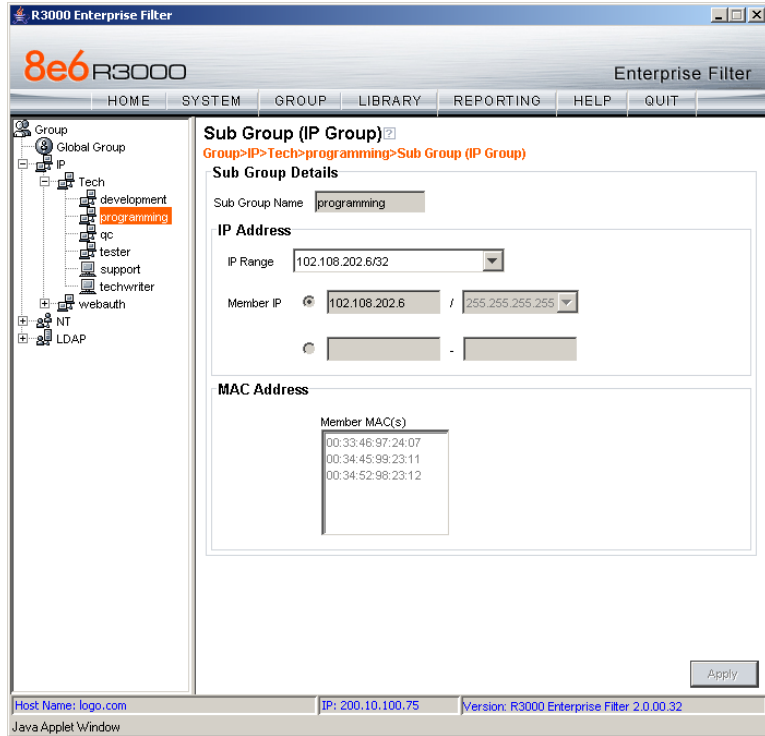 R3000 Enterprise Filter
8e6 R3000
Enterprise Filter
HOME SYSTEM GROUP LIBRARY REPORTING HELP QUIT
Group
Global Group
IP
Tech
development
programming
qc
tester
support
techwriter
webauth
NT
LDAP
Sub Group (IP Group)?
Group>IP>Tech>programming>Sub Group (IP Group)
Sub Group Details
Sub Group Name programming
IP Address
IP Range 102.108.202.6/32
Member IP 102.108.202.6 / 255.255.255.255
-
MAC Address
Member MAC(s)
00:33:46:97:24:07
00:34:45:99:23:11
00:34:52:98:23:12
Apply
Host Name: logo.com IP: 200.10.100.75 Version: R3000 Enterprise Filter 2.0.00.32
Java Applet Window